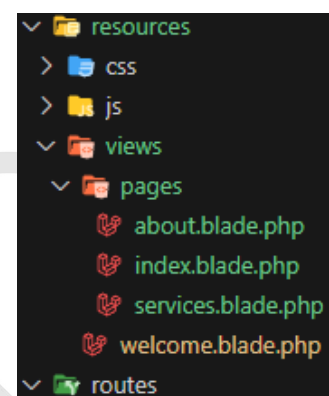 resources
css
js
views
pages
about.blade.php
index.blade.php
services.blade.php
welcome.blade.php
routes